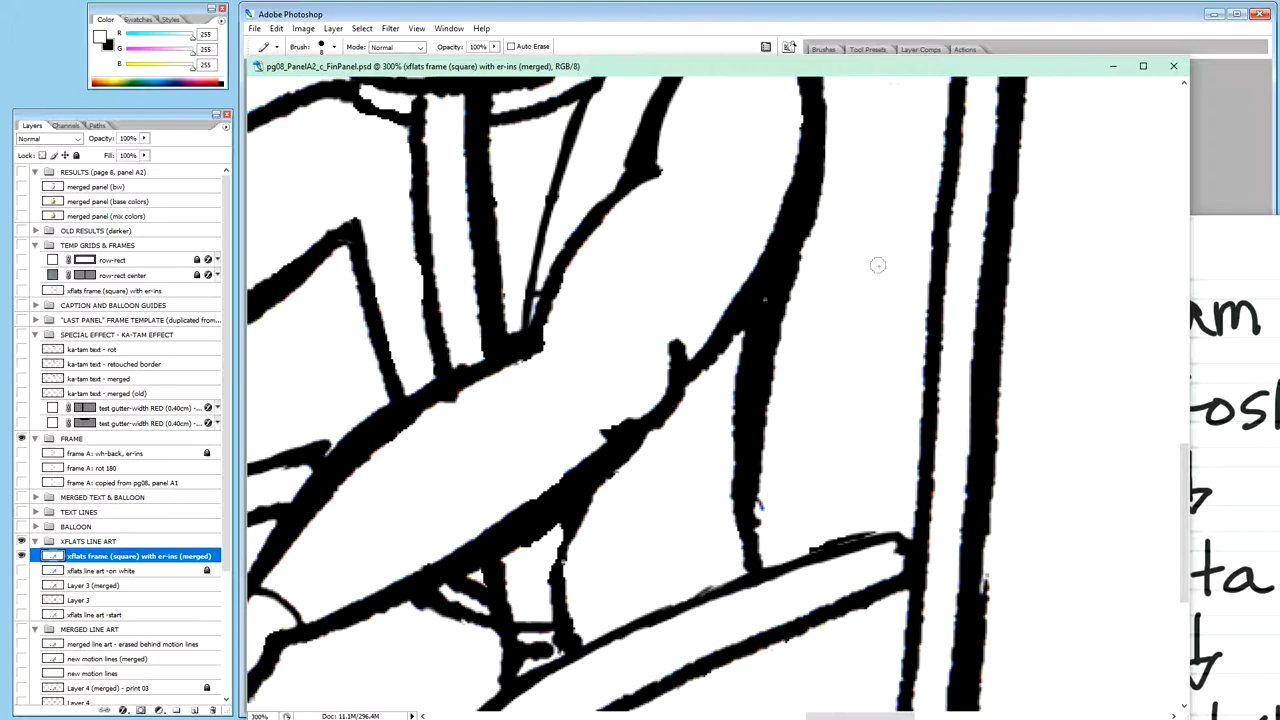 Adobe Photoshop
File Edit Image Layer Select Filter View Window Help
Brush: 8 Mode: Normal Opacity: 100% Auto Erase
Brushes Tool Presets Layer Comps Actions
Color Swatches Styles
R 255
G 255
B 255
pg08_PanelA2_c_FinPanel.psd @ 300% (xflats frame (square) with er-ins (merged), RGB/8)
Layers Channels Paths
Normal Opacity: 100%
Lock: Fill: 100%
RESULTS (page 8, panel A2)
merged panel (bw)
merged panel (base colors)
merged panel (mix colors)
OLD RESULTS (darker)
TEMP GRIDS & FRAMES
row-rect
row-rect center
xflats frame (square) with er-ins
CAPTION AND BALLOON GUIDES
"LAST PANEL" FRAME TEMPLATE (duplicated from...
SPECIAL EFFECT - KA-TAM EFFECT
ka-tam text - rot
ka-tam text - retouched border
ka-tam text - merged
ka-tam text - merged (old)
test gutter-width RED (0.40cm) -...
test gutter-width RED (0.40cm) -...
FRAME
frame A: wh-back, er-ins
frame A: rot 180
frame A: copied from pg08, panel A1
MERGED TEXT & BALLOON
TEXT LINES
BALLOON
XFLATS LINE ART
xflats frame (square) with er-ins (merged)
xflats line art -on white
Layer 3 (merged)
Layer 3
xflats line art -start
MERGED LINE ART
merged line art - erased behind motion lines
new motion lines (merged)
new motion lines
Layer 4 (merged) - print 03
Layer 4
300% Doc: 11.1M/296.4M
am
ta